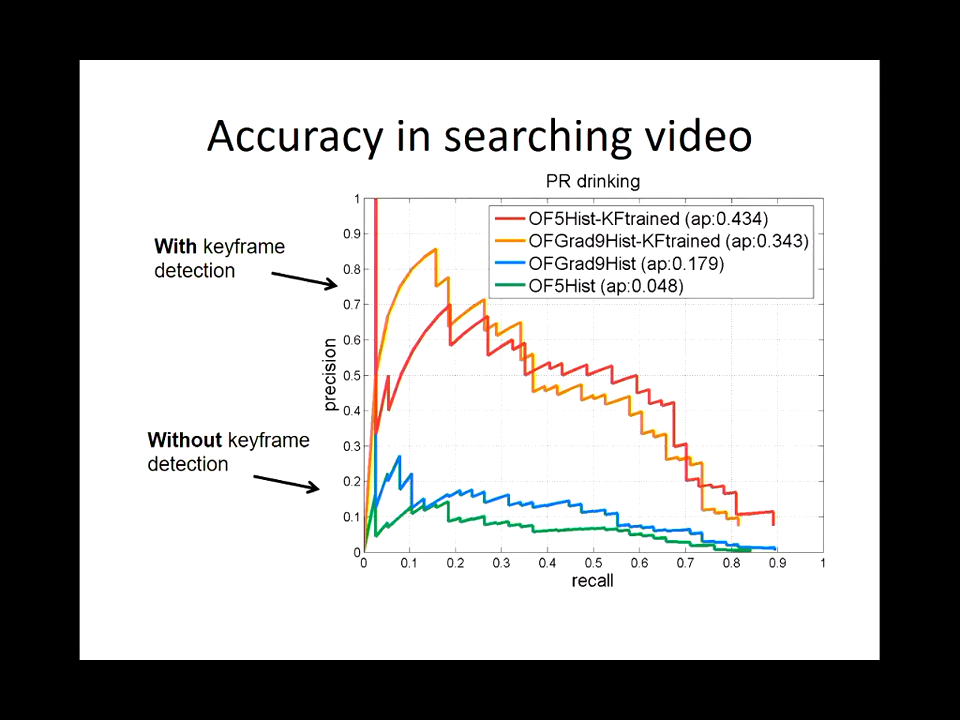 Accuracy in searching video
PR drinking
With keyframe
detection
Without keyframe
detection
OF5Hist-KFtrained (ap:0.434)
OFGrad9Hist-KFtrained (ap:0.343)
OFGrad9Hist (ap:0.179)
OF5Hist (ap:0.048)
precision
1
0.9
0.8
0.7
0.6
0.5
0.4
0.3
0.2
0.1
0
0 0.1 0.2 0.3 0.4 0.5 0.6 0.7 0.8 0.9 1
recall